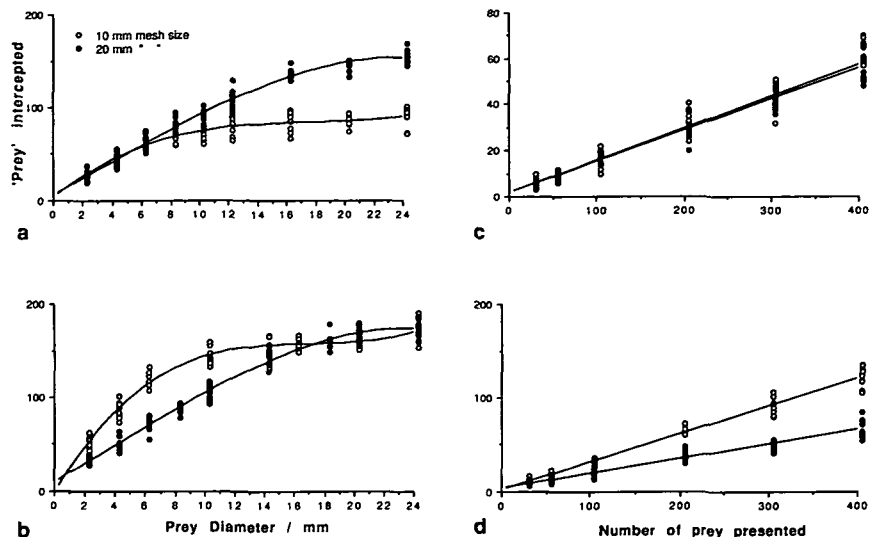 200
100
0
'Prey' intercepted
10 mm mesh size
20 mm " "
0 2 4 6 8 10 12 14 16 18 20 22 24
a
80
60
40
20
0
0 100 200 300 400
c
200
100
0
0 2 4 6 8 10 12 14 16 18 20 22 24
Prey Diameter / mm
b
200
100
50
0
0 100 200 300 400
Number of prey presented
d